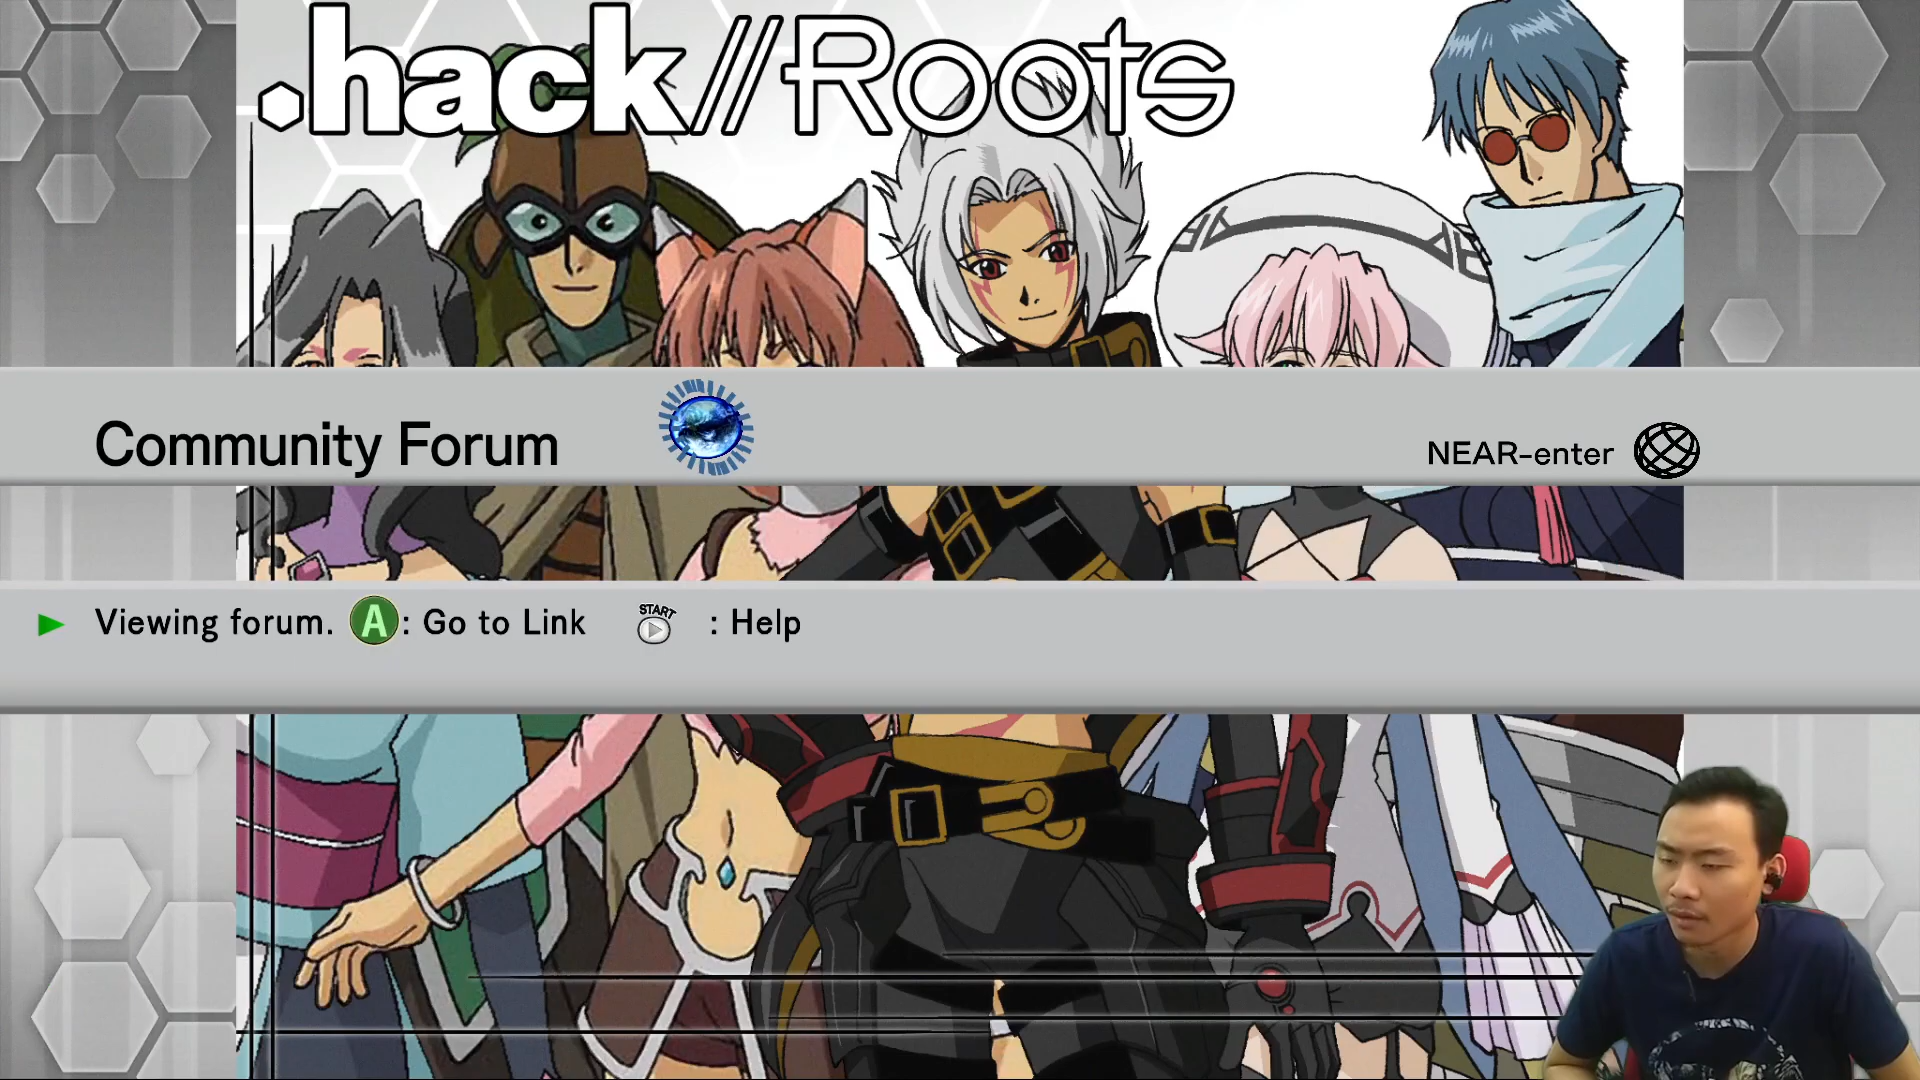 .hack//Roots
Community Forum
NEAR-enter
Viewing forum. A : Go to Link START : Help